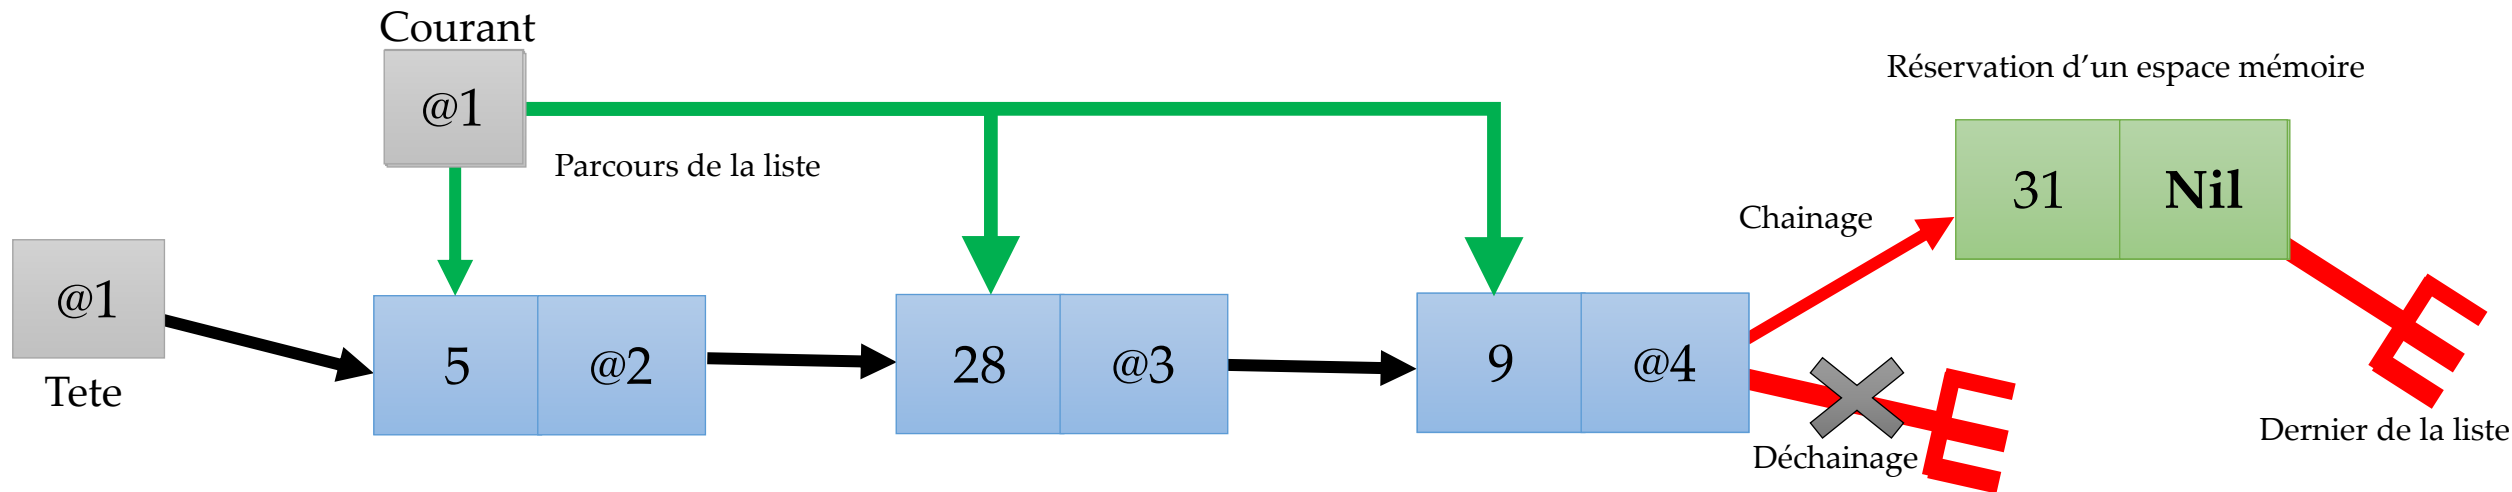 Courant
@1
Réservation d'un espace mémoire
Parcours de la liste
31 Nil
Chainage
@1
Tete
5 @2
28 @3
9 @4
Déchainage
Dernier de la liste